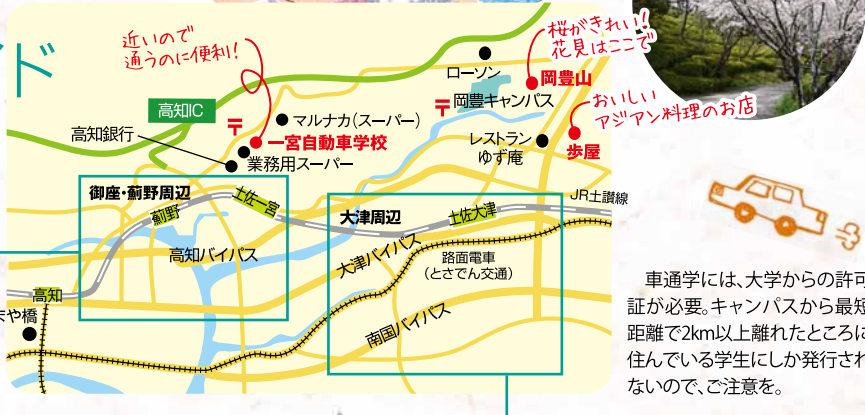 イド
近いので
通うのに便利！
桜がきれい！
花見はここで
ローソン
岡豊山
高知IC
〒
マルナカ（スーパー）
〒
岡豊キャンパス
おいしい
アジアン料理のお店
高知銀行
一宮自動車学校
業務用スーパー
レストラン
ゆず庵
歩屋
御座・薊野周辺
薊野
土佐一宮
大津周辺
土佐大津
JR土讃線
高知バイパス
大津バイパス
路面電車
（とさでん交通）
高知
まや橋
南国バイパス
車通学には、大学からの許可
証が必要。キャンパスから最短
距離で2km以上離れたところに
住んでいる学生にしか発行され
ないので、ご注意を。